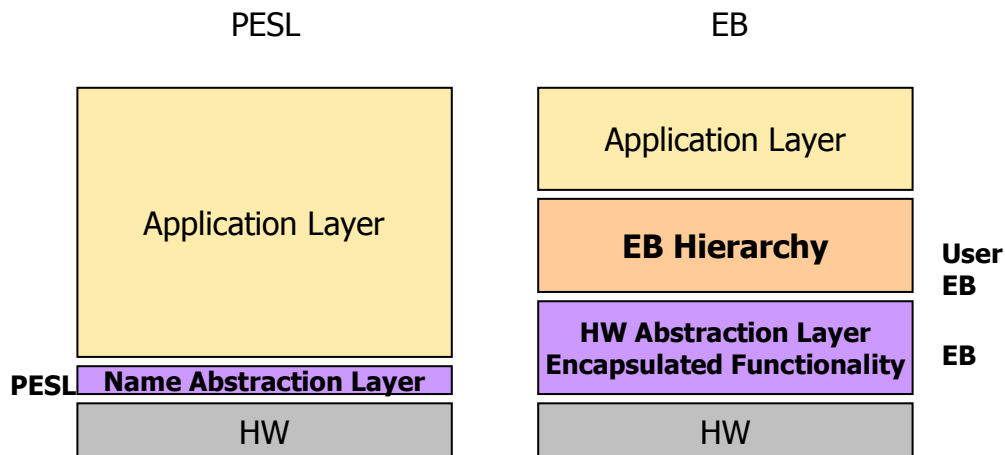 PESL
EB
Application Layer
PESL
Name Abstraction Layer
HW
Application Layer
EB Hierarchy
User
EB
HW Abstraction Layer
Encapsulated Functionality
EB
HW